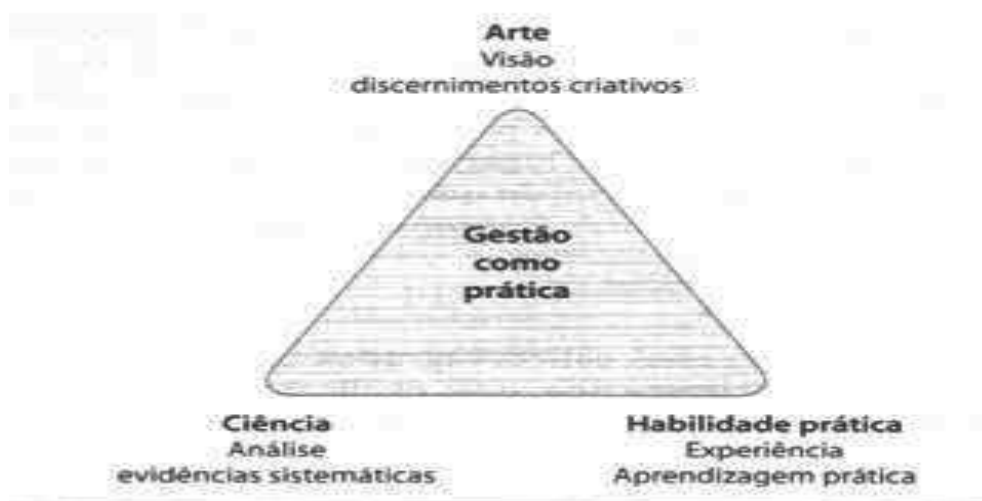 Arte
Visão
discernimentos criativos
Gestão
como
prática
Ciência
Análise
evidências sistemáticas
Habilidade prática
Experiência
Aprendizagem prática